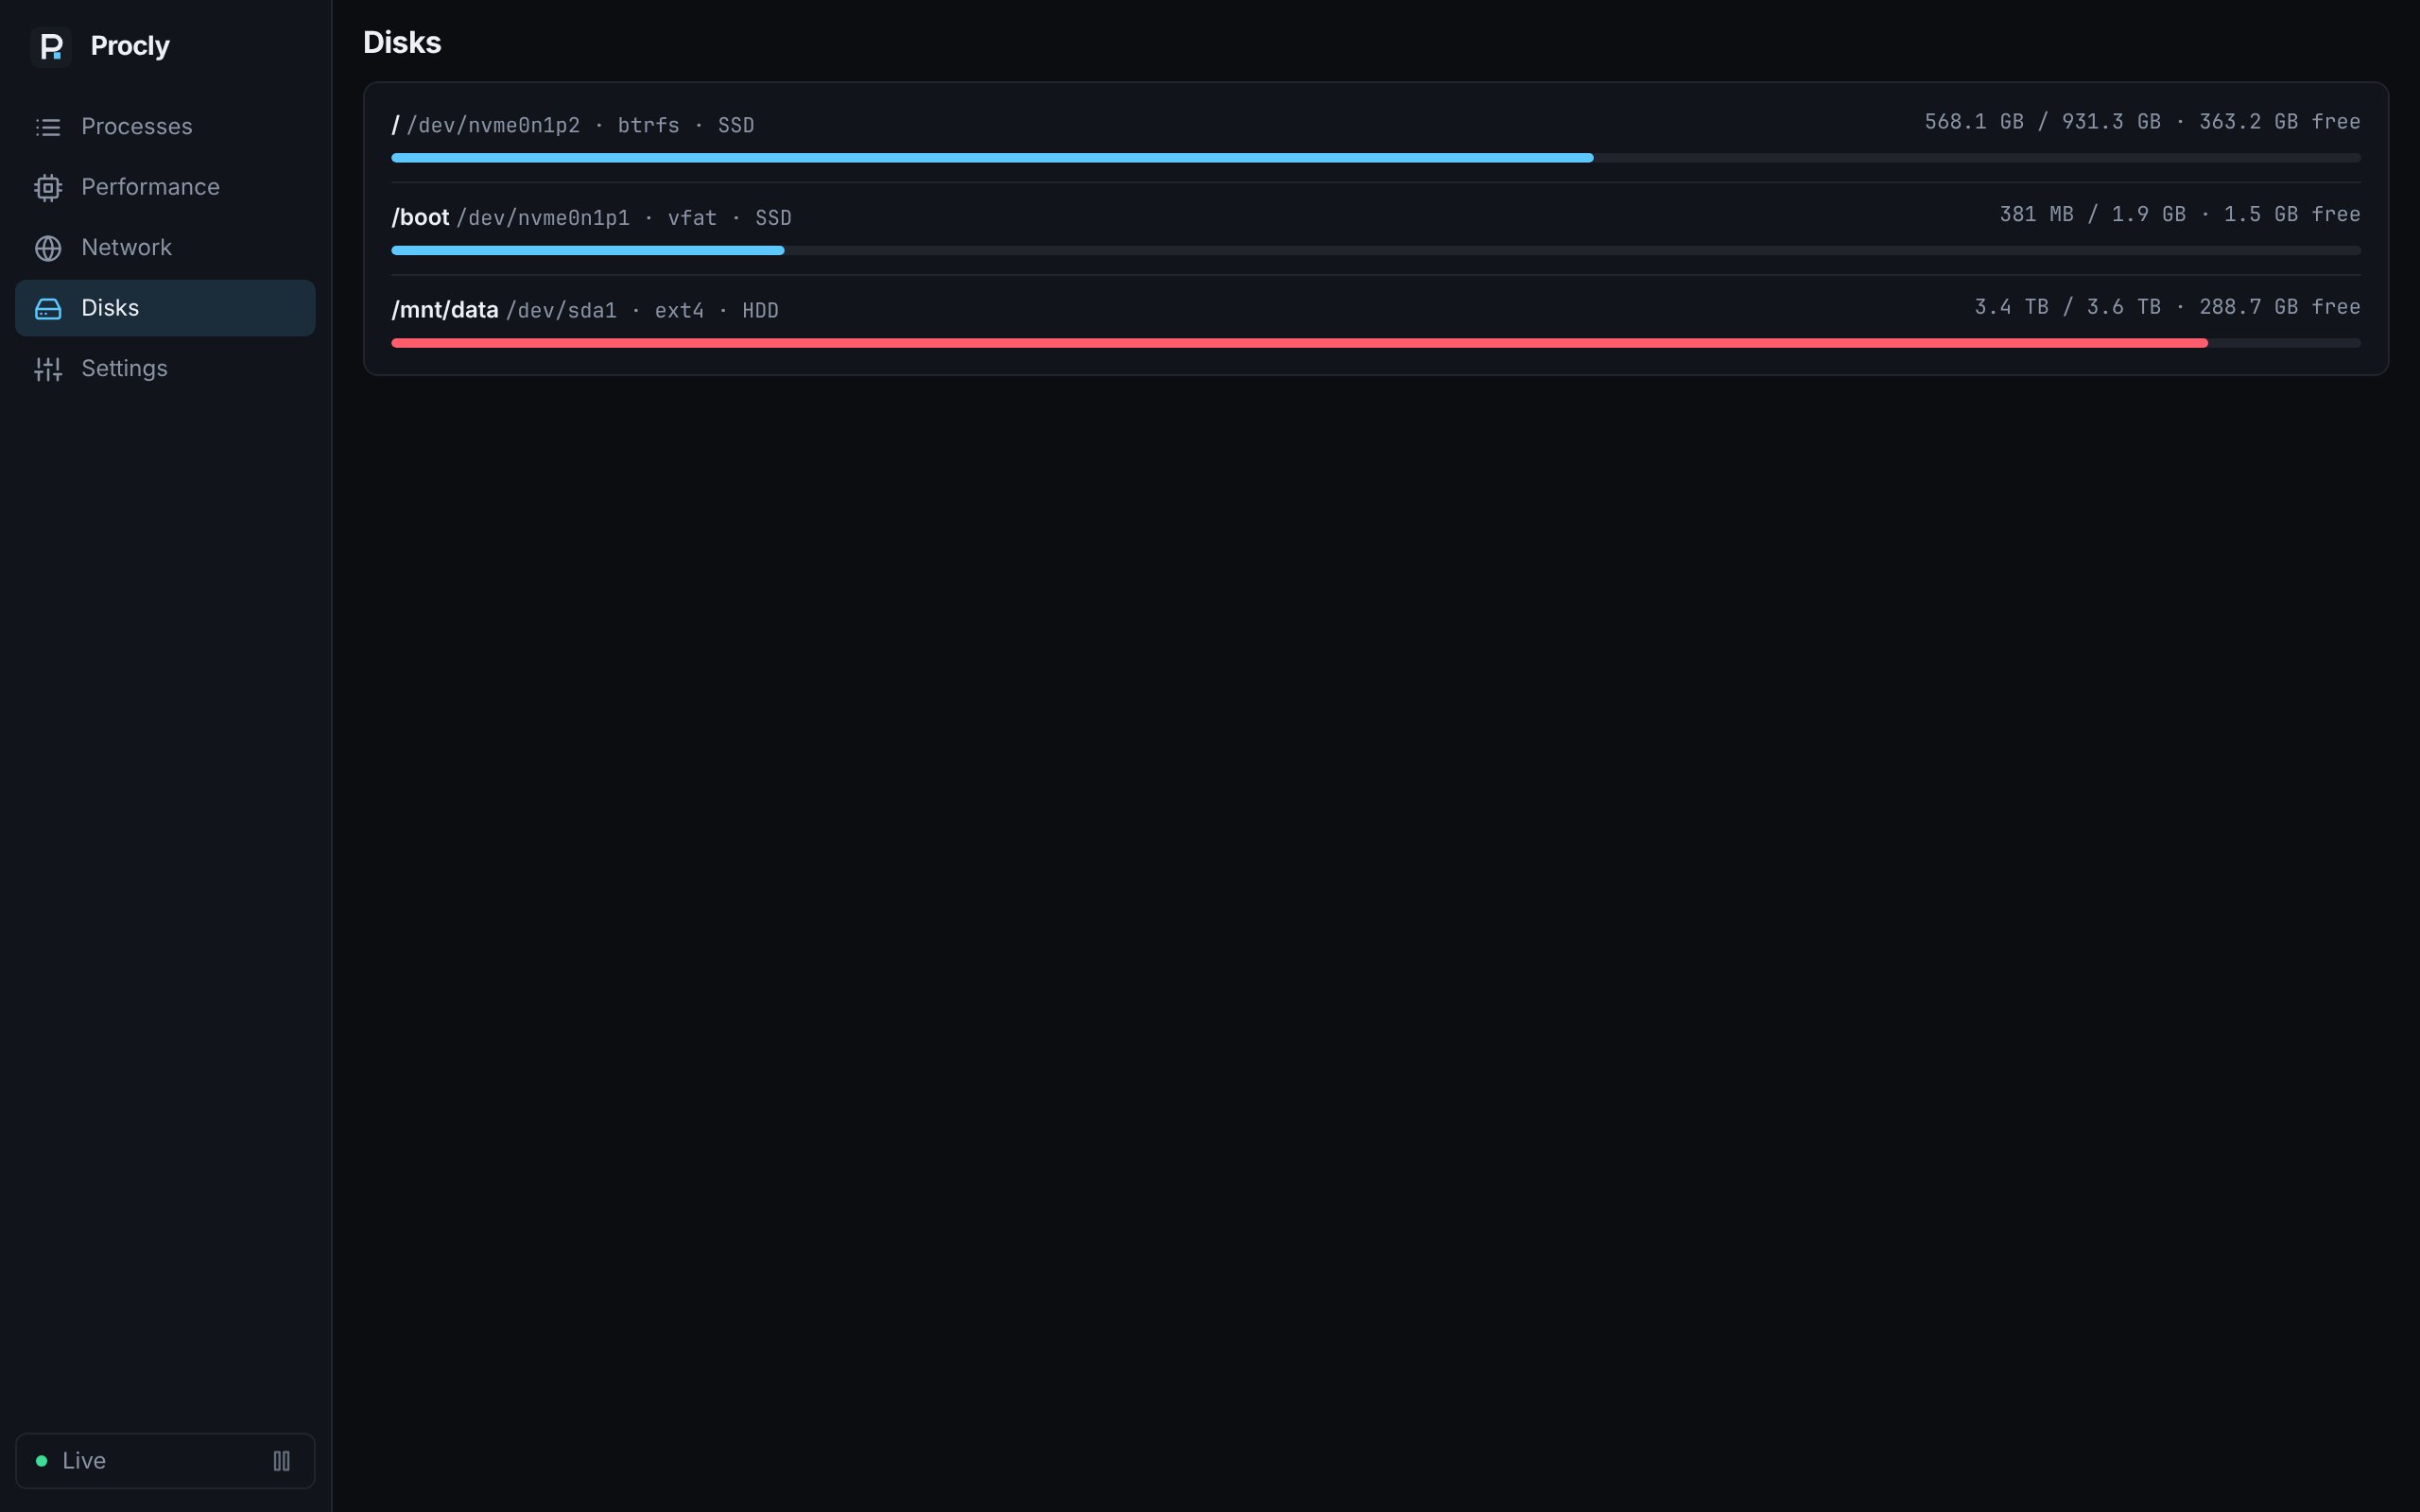 Procly
Processes
Performance
Network
Disks
Settings
Live
Disks
/ /dev/nvme0n1p2 · btrfs · SSD
568.1 GB / 931.3 GB · 363.2 GB free
/boot /dev/nvme0n1p1 · vfat · SSD
381 MB / 1.9 GB · 1.5 GB free
/mnt/data /dev/sda1 · ext4 · HDD
3.4 TB / 3.6 TB · 288.7 GB free